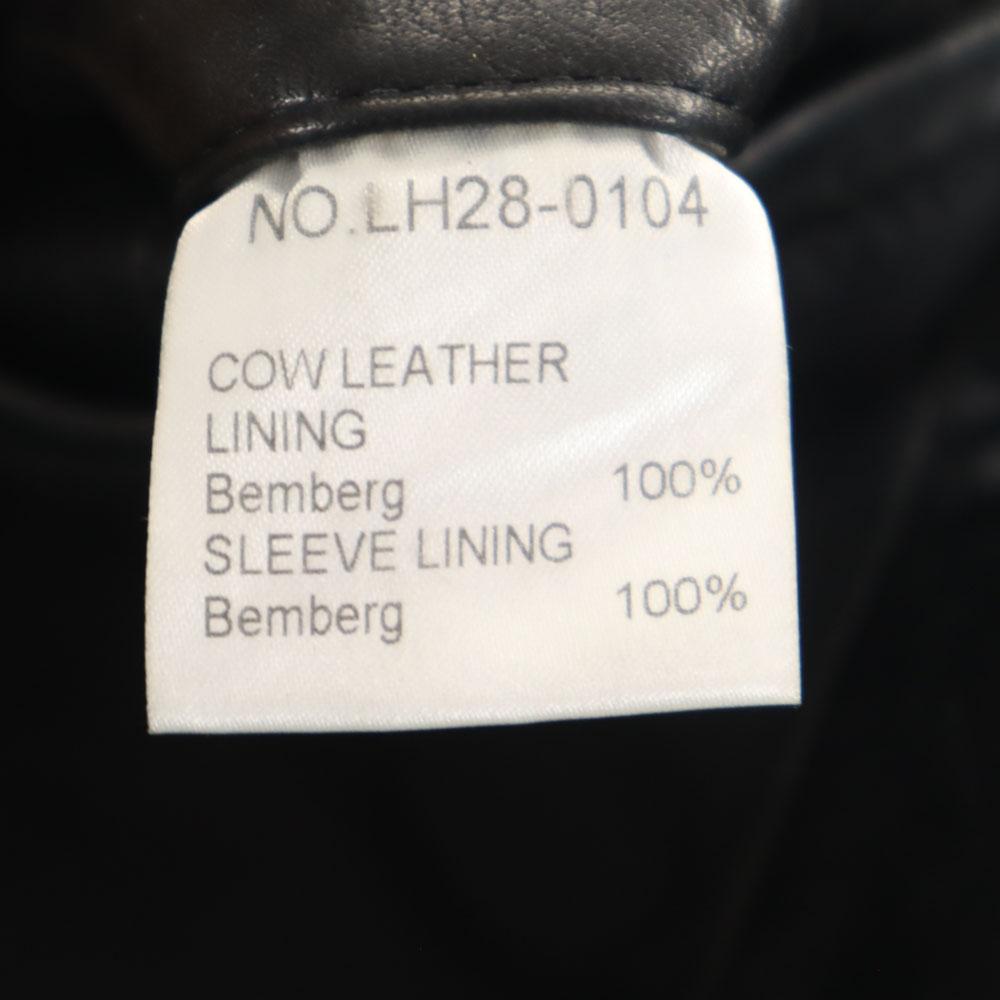 NO.LH28-0104
COW LEATHER
LINING
Bemberg 100%
SLEEVE LINING
Bemberg 100%